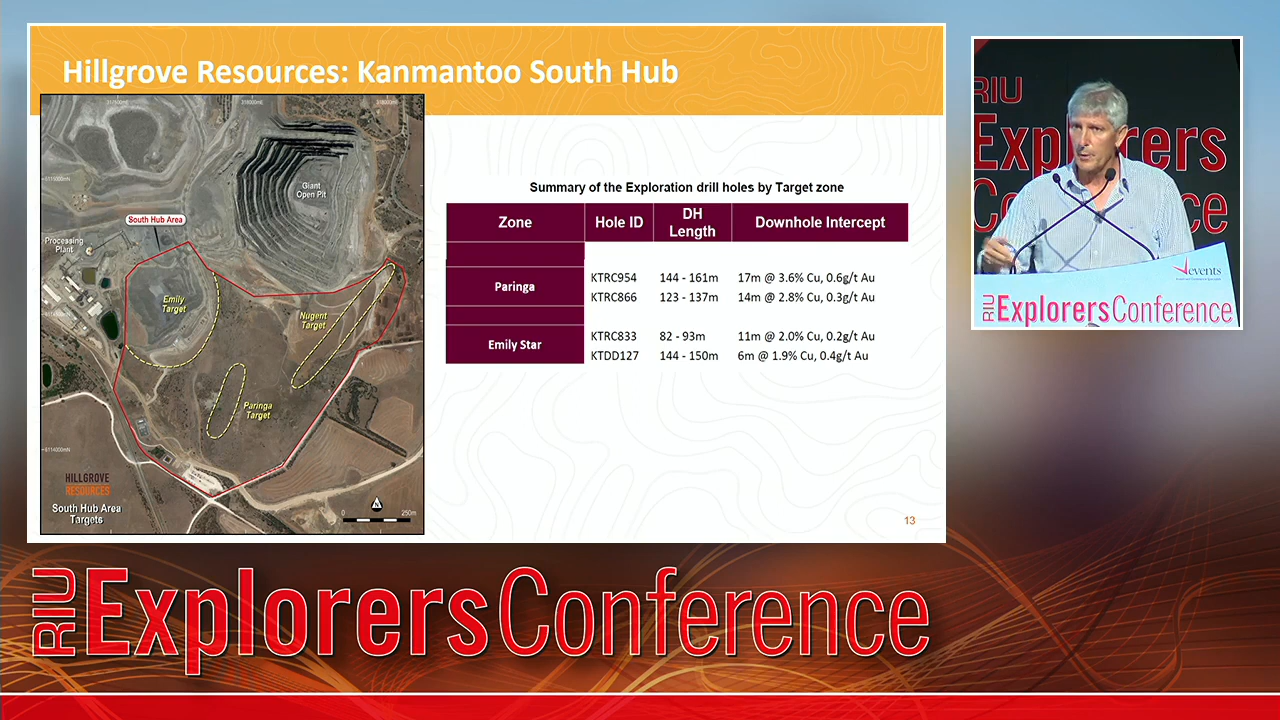 Hillgrove Resources: Kanmantoo South Hub
318000mE
Giant
Open Pit
South Hub Area
Processing
Plant
Emily
Target
Nugent
Target
Paringa
Target
HILLGROVE
RESOURCES
South Hub Area
Targets
N
0 250m
Summary of the Exploration drill holes by Target zone
Zone Hole ID DH Length Downhole Intercept
Paringa
KTRC954 144 - 161m 17m @ 3.6% Cu, 0.6g/t Au
KTRC866 123 - 137m 14m @ 2.8% Cu, 0.3g/t Au
Emily Star
KTRC833 82 - 93m 11m @ 2.0% Cu, 0.2g/t Au
KTDD127 144 - 150m 6m @ 1.9% Cu, 0.4g/t Au
13
RIU
Explorers
Co ce
events
RIU ExplorersConference
RIU ExplorersConference